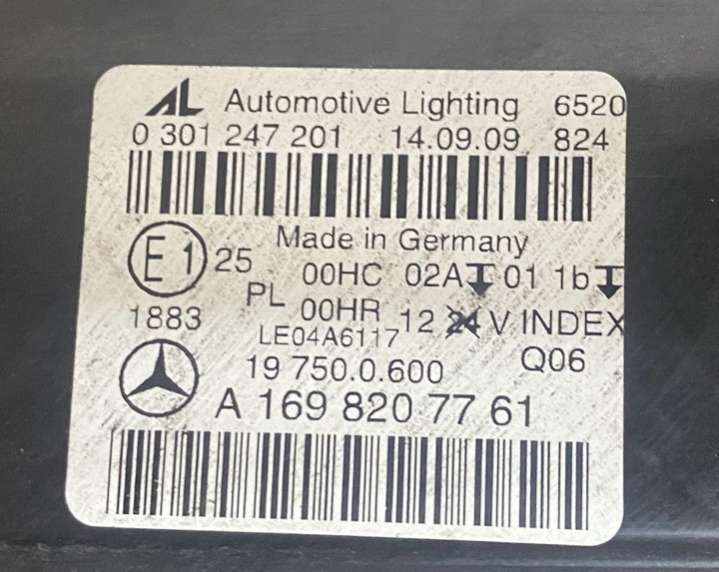 AL Automotive Lighting 6520
0 301 247 201 14.09.09 824
Made in Germany
E1 25 00HC 02A 01 1b
PL 00HR 12 24 V INDEX
1883 LE04A6117
19 750.0.600 Q06
A 169 820 77 61